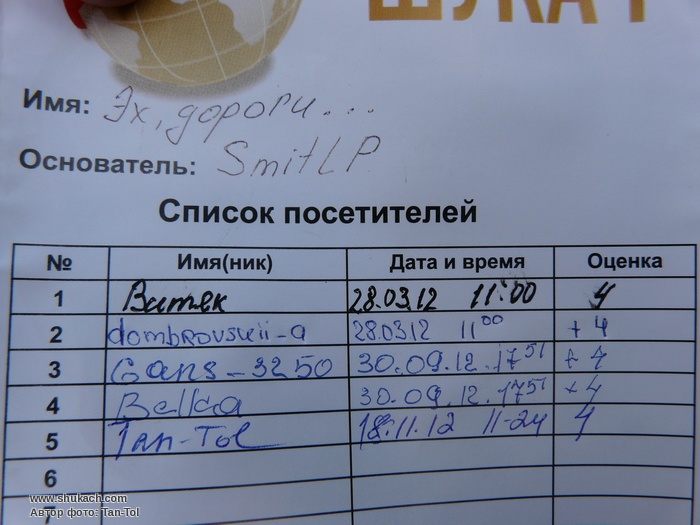 ШУКАЧ
Имя: Эх, дороги...
Основатель: SmitLP
Список посетителей
№ Имя(ник) Дата и время Оценка
1 Витяк 28.03.12 11:00 4
2 dombrovskii-a 28.03.12 11 00 +4
3 Gans-3250 30.09.12.17 51 +4
4 Belka 30.09.12.17 51 +4
5 Tan-Tol 18.11.12 11-24 4
6
7
www.shukach.com
Автор фото: Tan-Tol